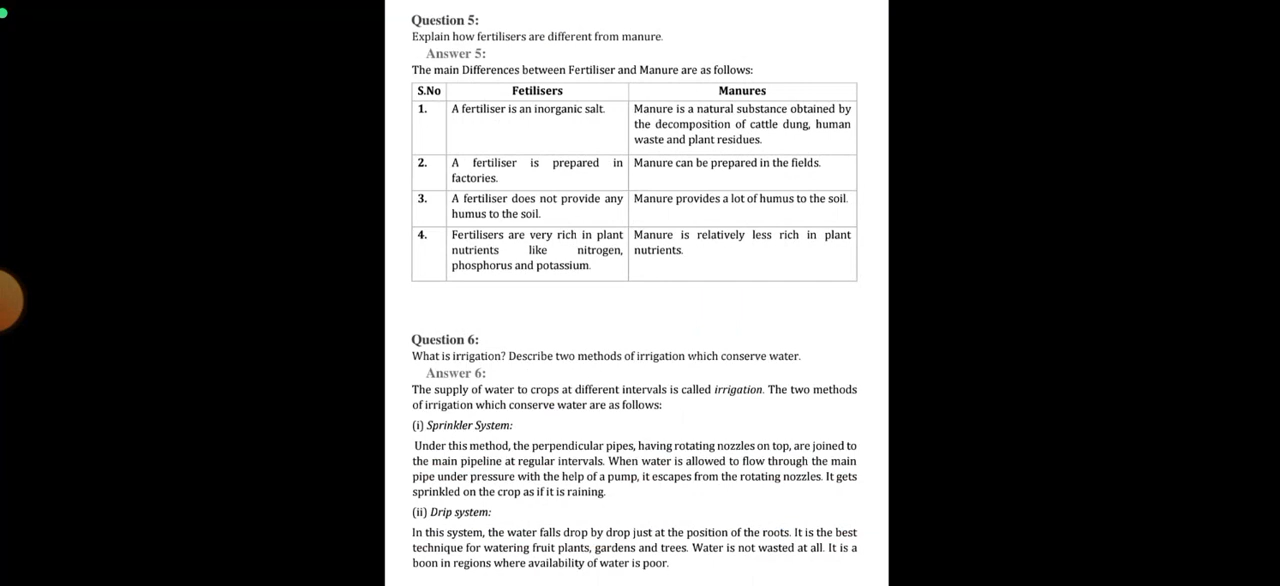 Question 5:
Explain how fertilisers are different from manure.
Answer 5:
The main Differences between Fertiliser and Manure are as follows:
S.No Fetilisers Manures
1. A fertiliser is an inorganic salt. Manure is a natural substance obtained by
the decomposition of cattle dung, human
waste and plant residues.
2. A fertiliser is prepared in Manure can be prepared in the fields.
factories.
3. A fertiliser does not provide any Manure provides a lot of humus to the soil.
humus to the soil.
4. Fertilisers are very rich in plant Manure is relatively less rich in plant
nutrients like nitrogen, nutrients.
phosphorus and potassium.
Question 6:
What is irrigation? Describe two methods of irrigation which conserve water.
Answer 6:
The supply of water to crops at different intervals is called irrigation. The two methods
of irrigation which conserve water are as follows:
(i) Sprinkler System:
Under this method, the perpendicular pipes, having rotating nozzles on top, are joined to
the main pipeline at regular intervals. When water is allowed to flow through the main
pipe under pressure with the help of a pump, it escapes from the rotating nozzles. It gets
sprinkled on the crop as if it is raining.
(ii) Drip system:
In this system, the water falls drop by drop just at the position of the roots. It is the best
technique for watering fruit plants, gardens and trees. Water is not wasted at all. It is a
boon in regions where availability of water is poor.